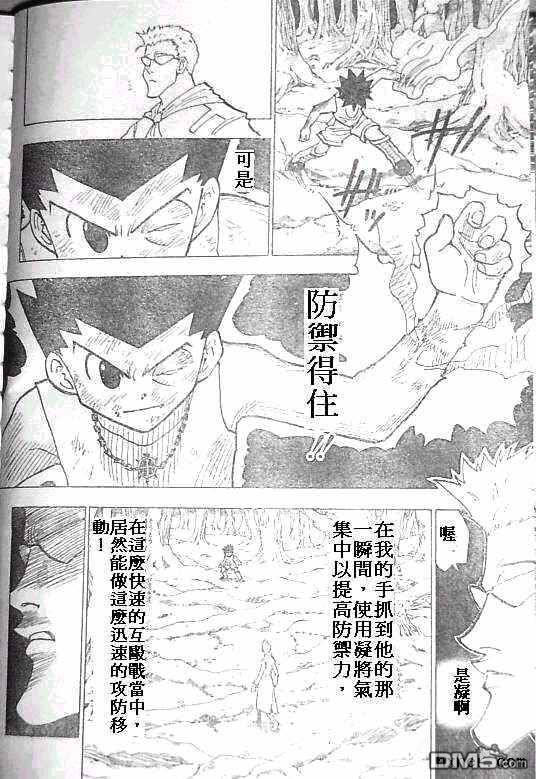 可是
防禦得住!!
喔
是凝啊
在我的手抓到他的那
一瞬間，使用凝將氣
集中以提高防禦力，
在這麼快速的互毆戰當中，
居然能做這麼迅速的攻防移
動！
DM5.com